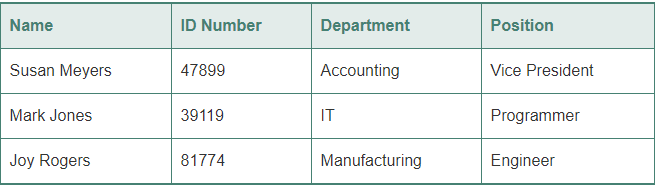 Name ID Number Department Position
Susan Meyers 47899 Accounting Vice President
Mark Jones 39119 IT Programmer
Joy Rogers 81774 Manufacturing Engineer